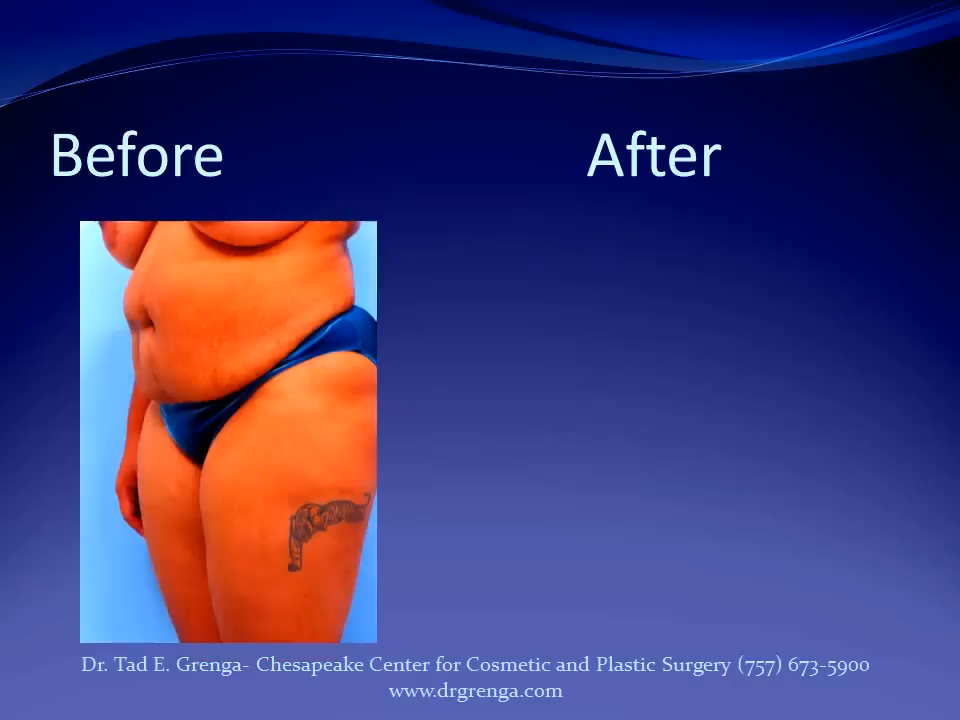 Before After
Dr. Tad E. Grenga- Chesapeake Center for Cosmetic and Plastic Surgery (757) 673-5900
www.drgrenga.com